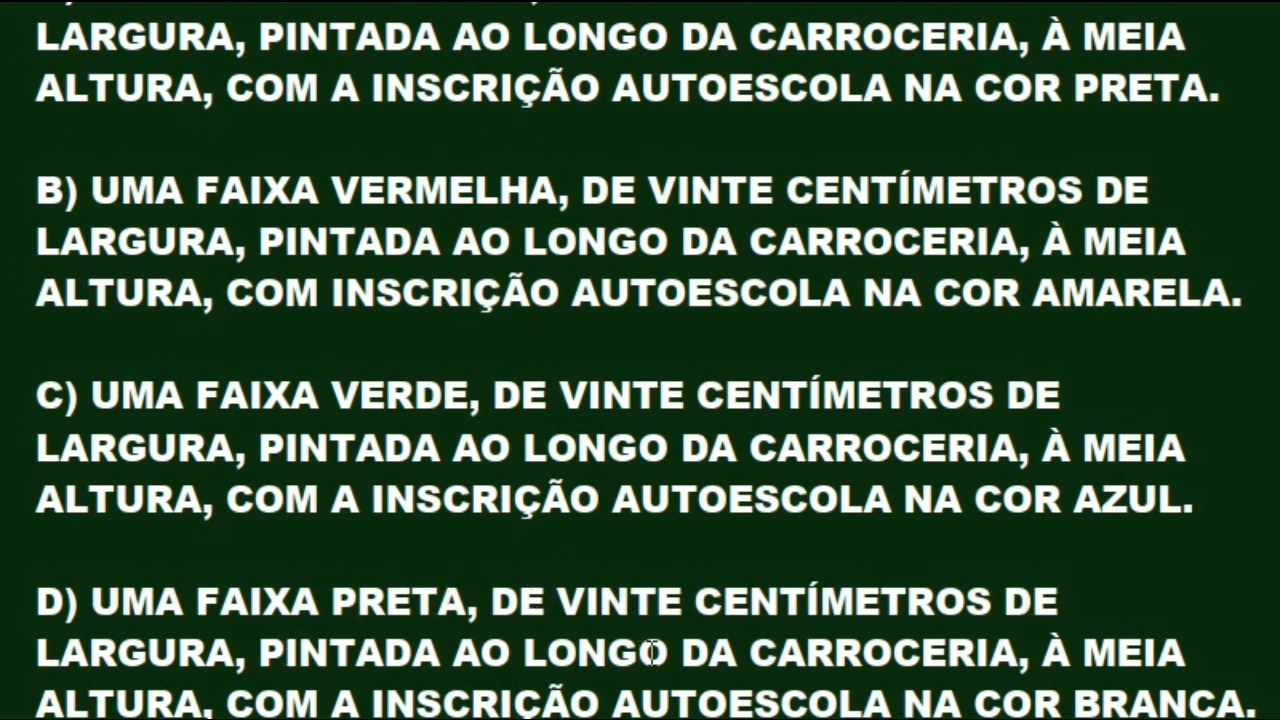 LARGURA, PINTADA AO LONGO DA CARROCERIA, À MEIA
ALTURA, COM A INSCRIÇÃO AUTOESCOLA NA COR PRETA.
B) UMA FAIXA VERMELHA, DE VINTE CENTÍMETROS DE
LARGURA, PINTADA AO LONGO DA CARROCERIA, À MEIA
ALTURA, COM INSCRIÇÃO AUTOESCOLA NA COR AMARELA.
C) UMA FAIXA VERDE, DE VINTE CENTÍMETROS DE
LARGURA, PINTADA AO LONGO DA CARROCERIA, À MEIA
ALTURA, COM A INSCRIÇÃO AUTOESCOLA NA COR AZUL.
D) UMA FAIXA PRETA, DE VINTE CENTÍMETROS DE
LARGURA, PINTADA AO LONGO DA CARROCERIA, À MEIA
ALTURA, COM A INSCRIÇÃO AUTOESCOLA NA COR BRANCA.